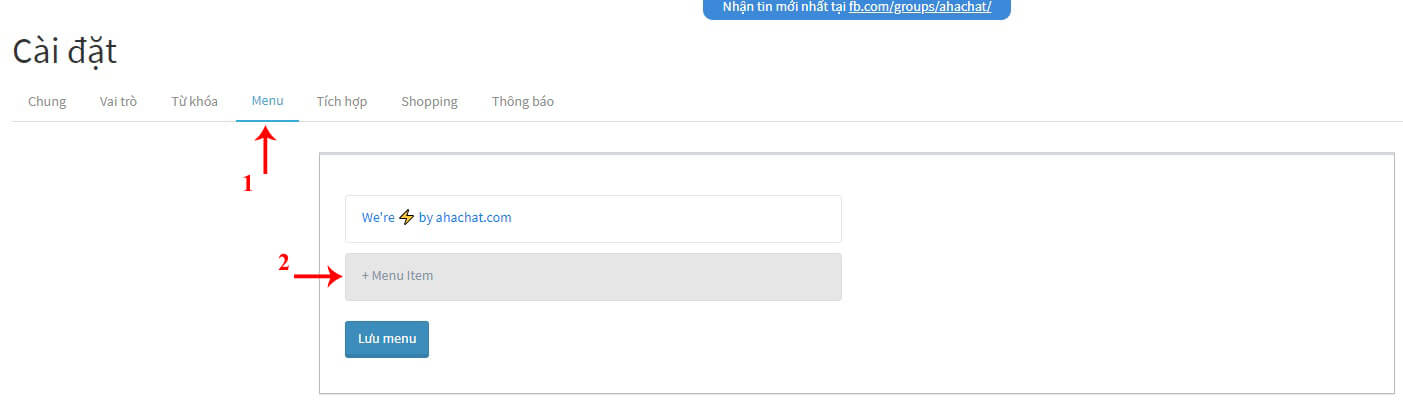 Nhận tin mới nhất tại fb.com/groups/ahachat/
Cài đặt
Chung Vai trò Từ khóa Menu Tích hợp Shopping Thông báo
1
We're ⚡ by ahachat.com
2
+ Menu Item
Lưu menu